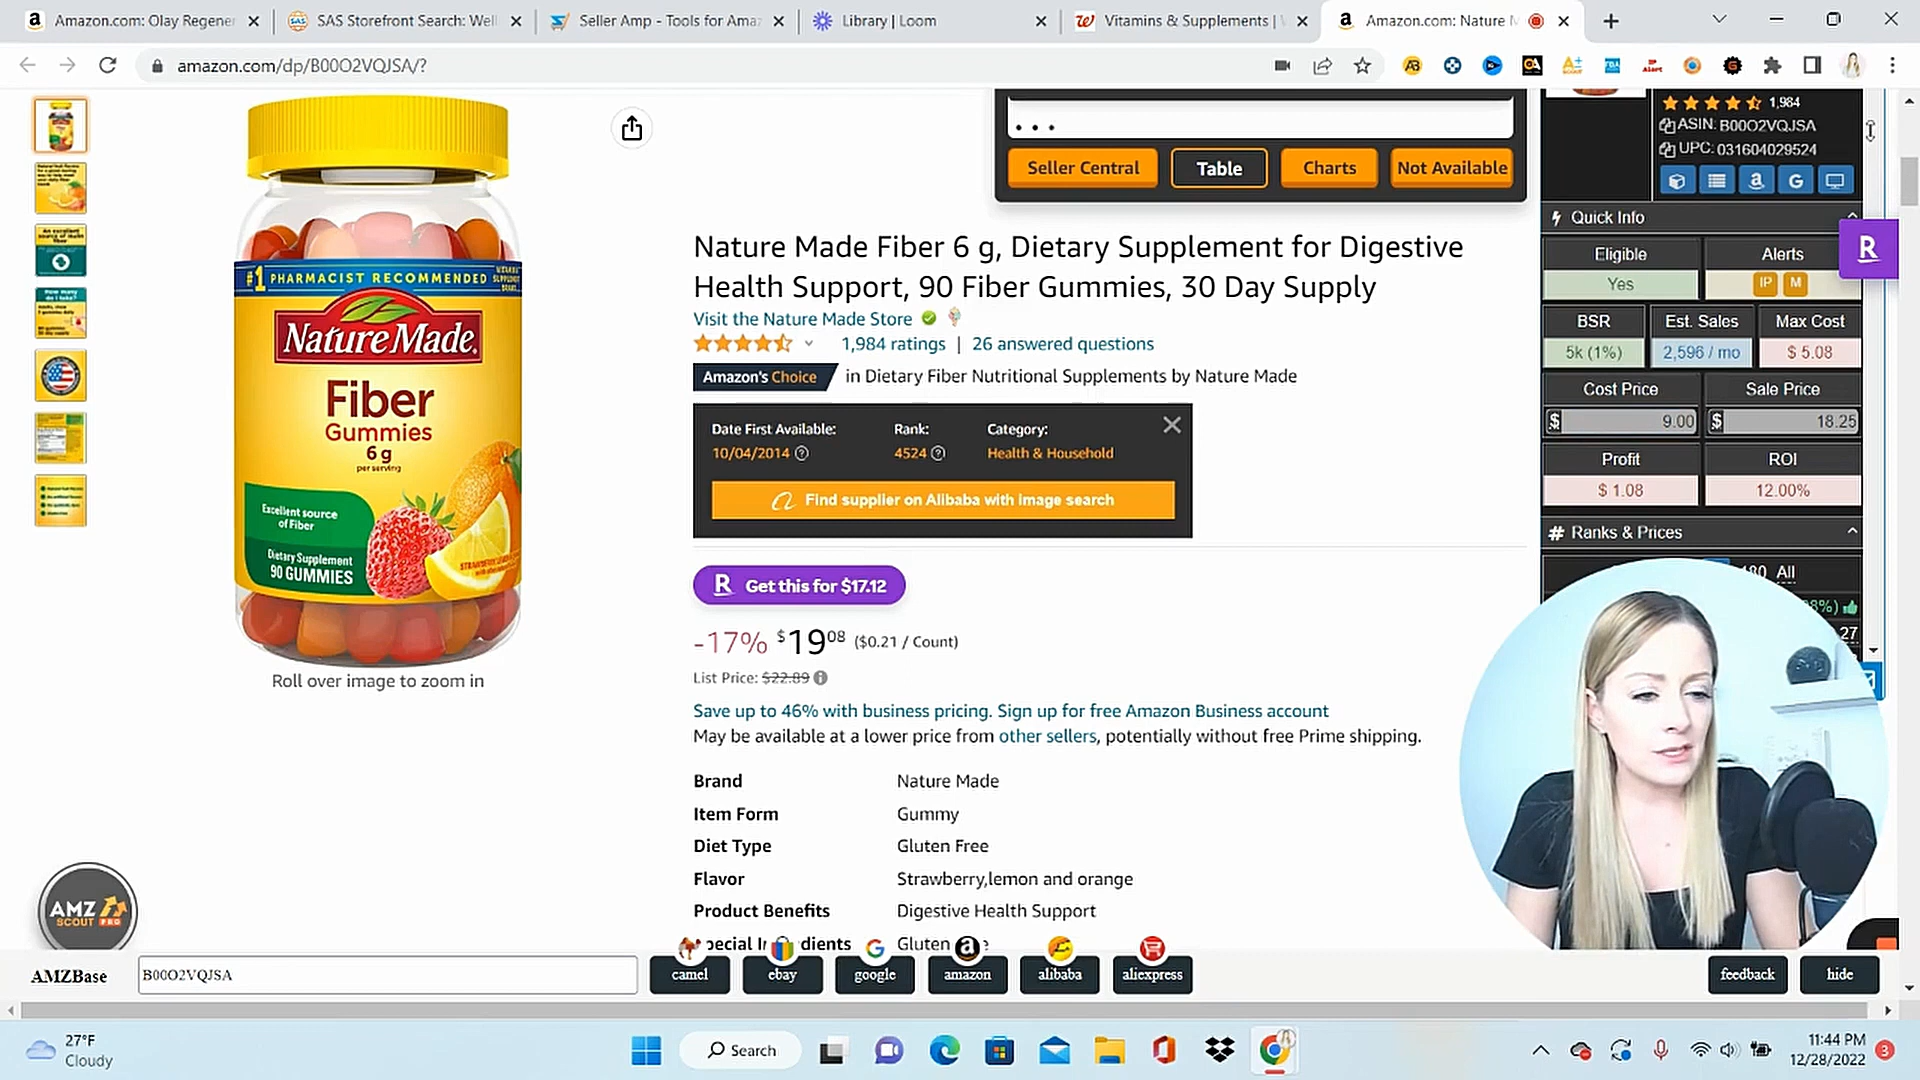 Amazon.com: Olay Regener
SAS Storefront Search: Well
Seller Amp - Tools for Amaz
Library | Loom
Vitamins & Supplements |
Amazon.com: Nature M
amazon.com/dp/B00O2VQJSA/?
Seller Central
Table
Charts
Not Available
1,984
ASIN: B00O2VQJSA
UPC: 031604029524
Quick Info
Eligible
Alerts
Yes
IP
M
BSR
Est. Sales
Max Cost
5k (1%)
2,596 / mo
$ 5.08
Cost Price
Sale Price
$ 9.00
$ 18.25
Profit
ROI
$ 1.08
12.00%
# Ranks & Prices
180 All
27
R
#1 PHARMACIST RECOMMENDED
Nature Made
Fiber
Gummies
6 g
per serving
Excellent source
of Fiber
Dietary Supplement
90 GUMMIES
Roll over image to zoom in
Nature Made Fiber 6 g, Dietary Supplement for Digestive
Health Support, 90 Fiber Gummies, 30 Day Supply
Visit the Nature Made Store
1,984 ratings | 26 answered questions
Amazon's Choice in Dietary Fiber Nutritional Supplements by Nature Made
Date First Available: Rank: Category:
10/04/2014 4524 Health & Household
Find supplier on Alibaba with image search
R Get this for $17.12
-17% $19 08 ($0.21 / Count)
List Price: $22.89
Save up to 46% with business pricing. Sign up for free Amazon Business account
May be available at a lower price from other sellers, potentially without free Prime shipping.
Brand Nature Made
Item Form Gummy
Diet Type Gluten Free
Flavor Strawberry,lemon and orange
Product Benefits Digestive Health Support
Gluten
AMZ
SCOUT PRO
AMZBase
B00O2VQJSA
camel
ebay
google
amazon
alibaba
aliexpress
feedback
hide
27°F
Cloudy
Search
11:44 PM
12/28/2022
3